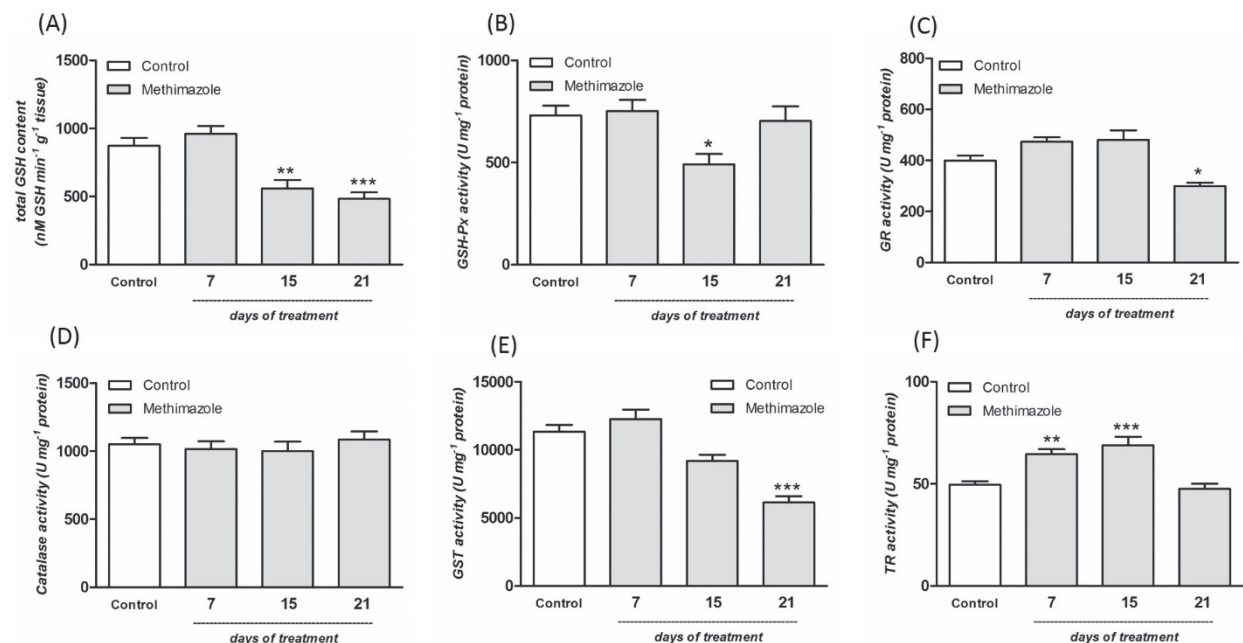 (A)
total GSH content
(nM GSH min⁻¹ g⁻¹ tissue)
1500
1000
500
0
Control
Methimazole
**
***
Control 7 15 21
days of treatment
(B)
GSH-Px activity (U mg⁻¹ protein)
1000
500
0
Control
Methimazole
*
Control 7 15 21
days of treatment
(C)
GR activity (U mg⁻¹ protein)
800
600
400
200
0
Control
Methimazole
*
Control 7 15 21
days of treatment
(D)
Catalase activity (U mg⁻¹ protein)
1500
1000
500
0
Control
Methimazole
Control 7 15 21
days of treatment
(E)
GST activity (U mg⁻¹ protein)
15000
10000
5000
0
Control
Methimazole
***
Control 7 15 21
days of treatment
(F)
TR activity (U mg⁻¹ protein)
100
50
0
Control
Methimazole
**
***
Control 7 15 21
days of treatment